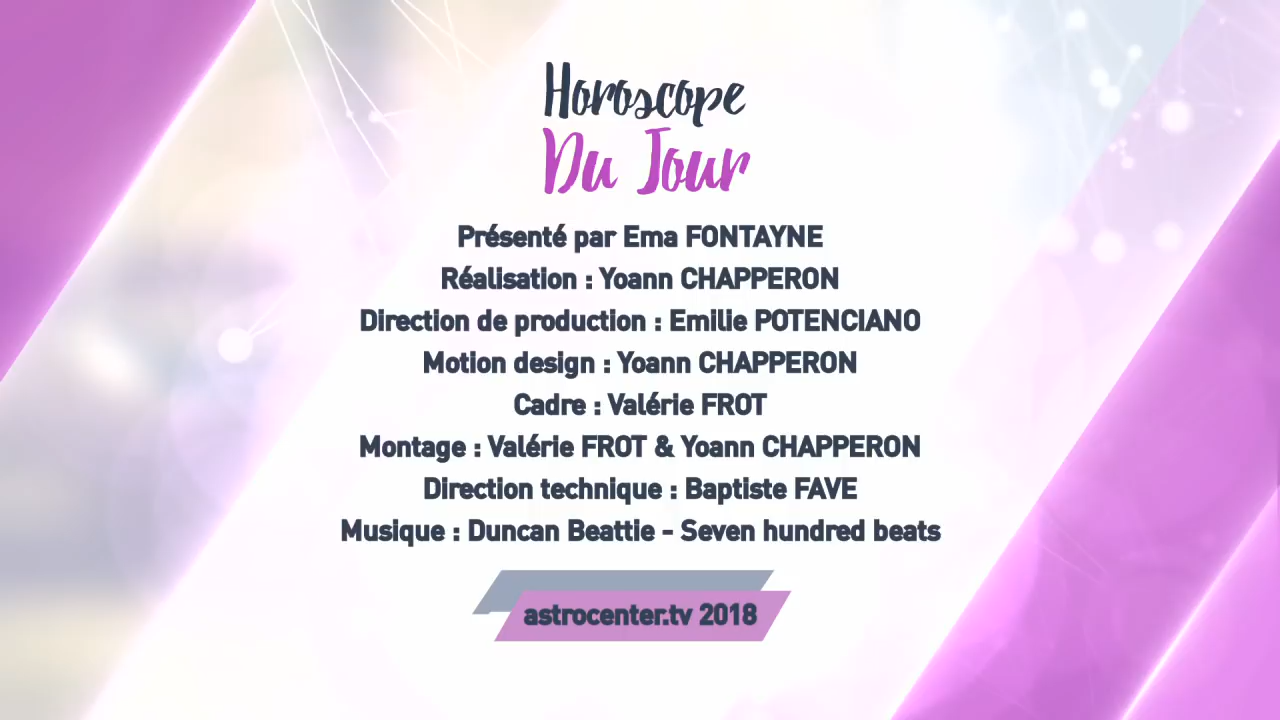 Horoscope
Du Jour
Présenté par Ema FONTAYNE
Réalisation : Yoann CHAPPERON
Direction de production : Emilie POTENCIANO
Motion design : Yoann CHAPPERON
Cadre : Valérie FROT
Montage : Valérie FROT & Yoann CHAPPERON
Direction technique : Baptiste FAVE
Musique : Duncan Beattie - Seven hundred beats
astrocenter.tv 2018